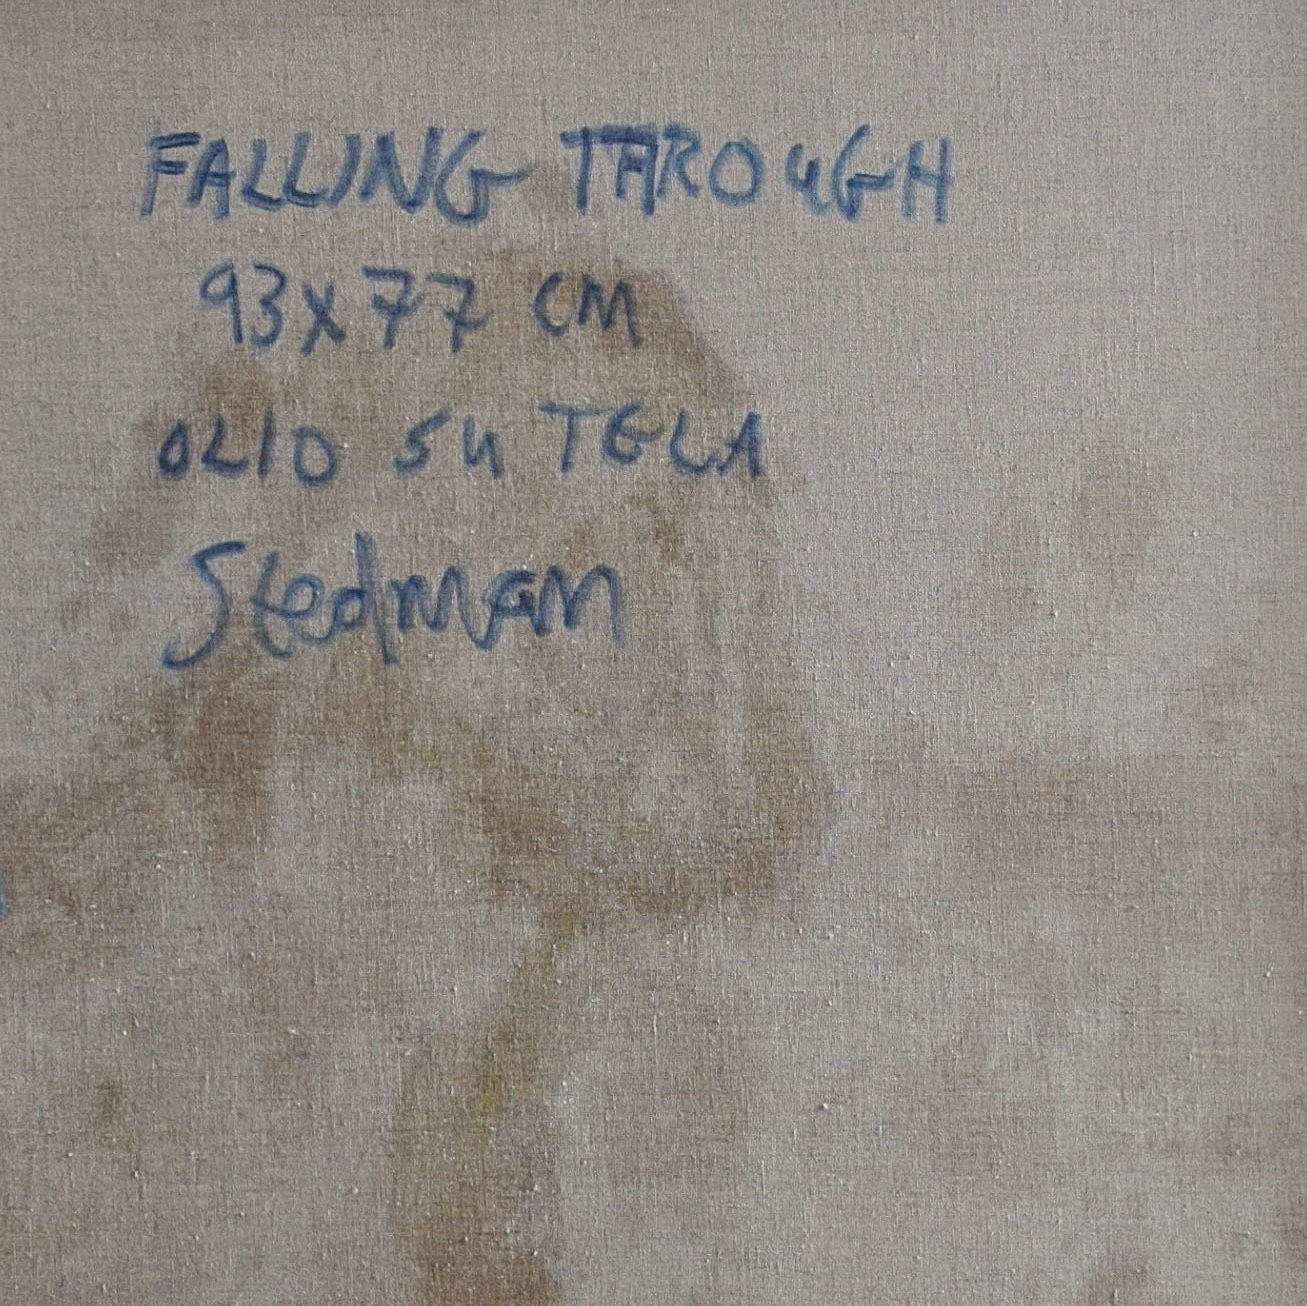 FALLING THROUGH
93X77 CM
OLIO SU TELA
Stedman